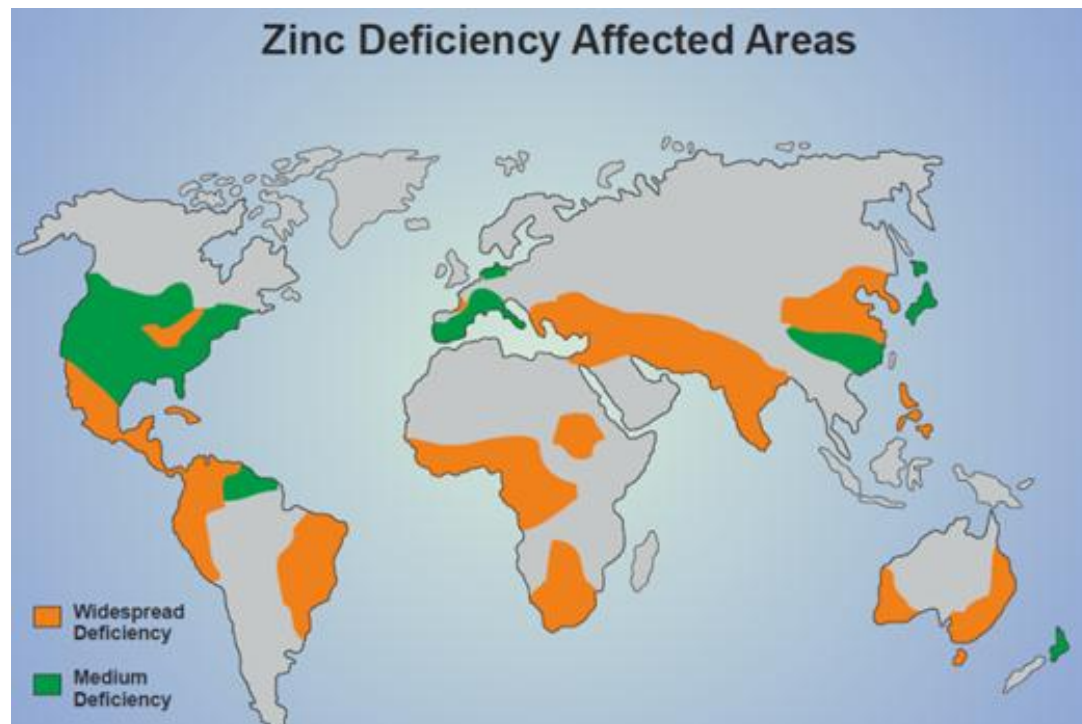 Zinc Deficiency Affected Areas
Widespread
Deficiency
Medium
Deficiency